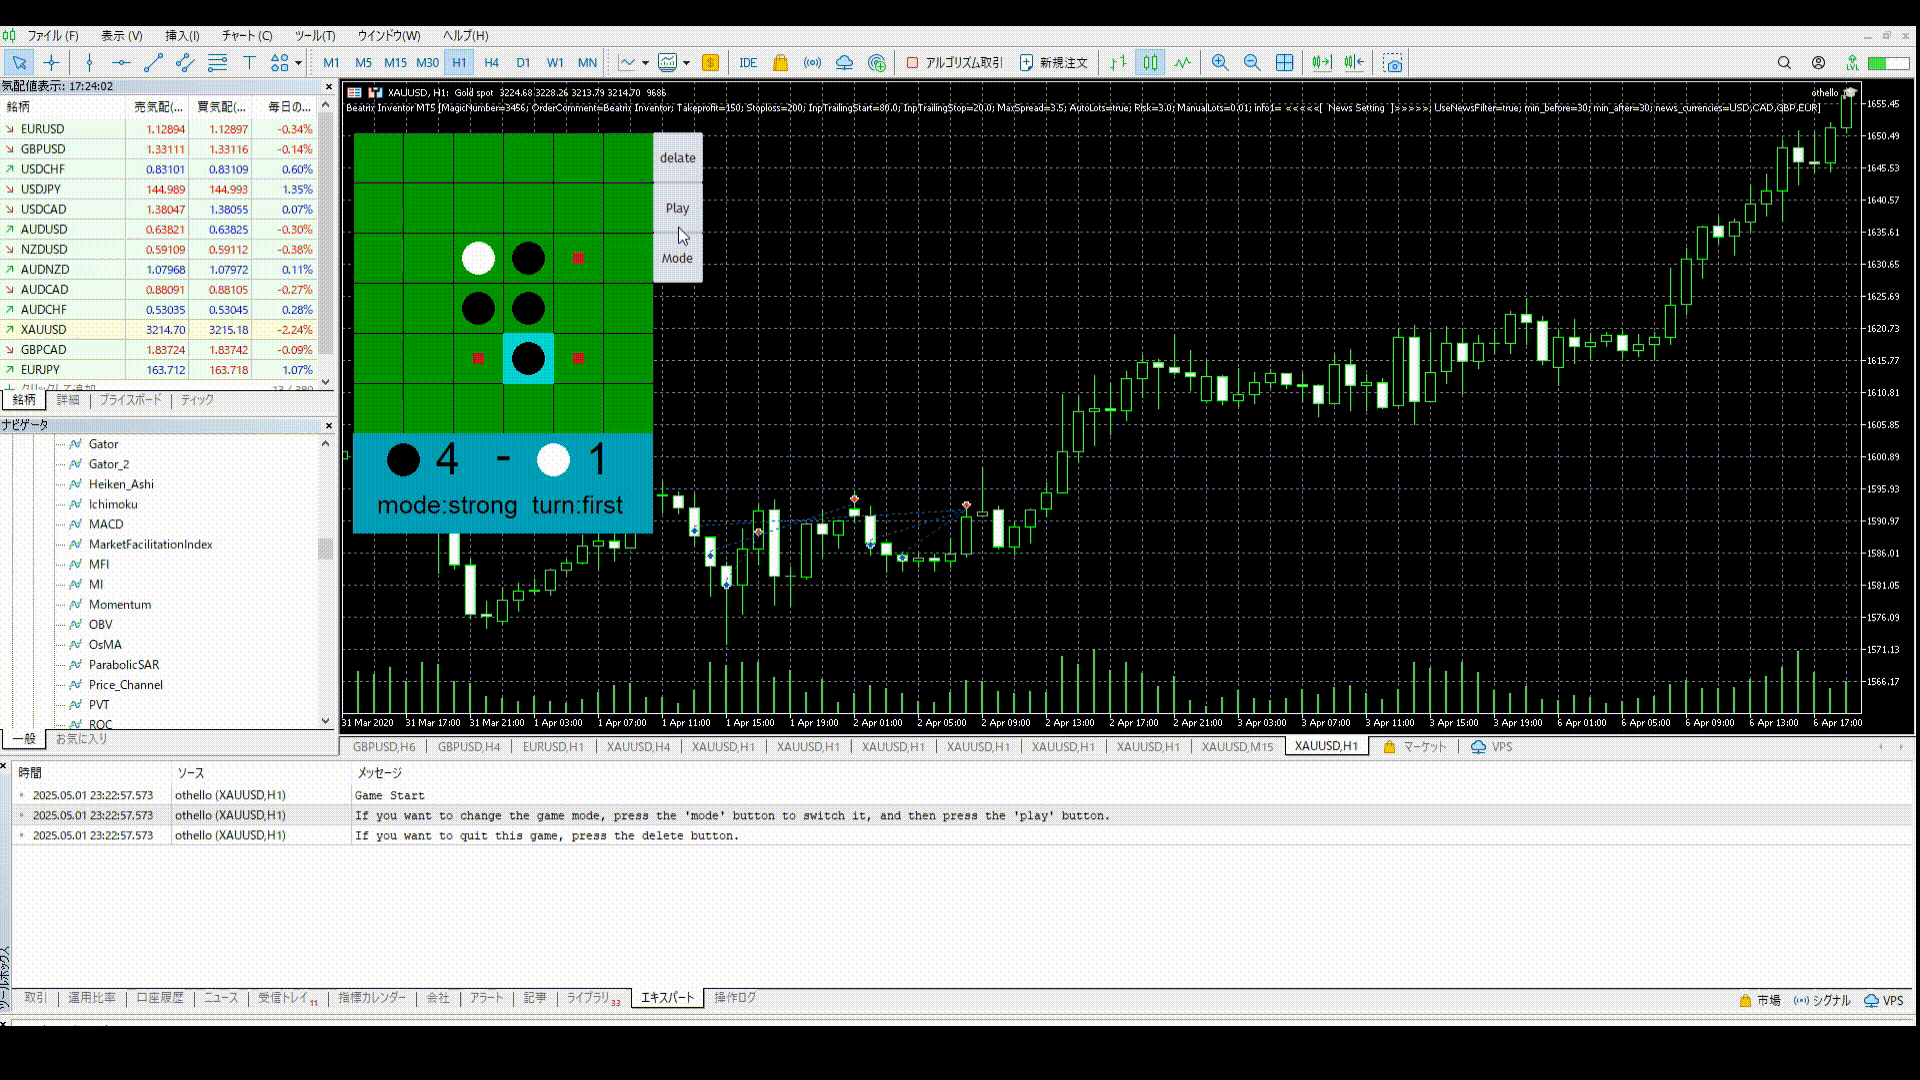 ファイル (F) 表示 (V) 挿入(I) チャート (C) ツール(T) ウインドウ(W) ヘルプ(H)
M1 M5 M15 M30 H1 H4 D1 W1 MN IDE アルゴリズム取引 新規注文
気配値表示: 17:24:02
銘柄 売気配(... 買気配(... 毎日の...
EURUSD 1.12894 1.12897 -0.34%
GBPUSD 1.33111 1.33116 -0.14%
USDCHF 0.83101 0.83109 0.60%
USDJPY 144.989 144.993 1.35%
USDCAD 1.38047 1.38055 0.07%
AUDUSD 0.63821 0.63825 -0.30%
NZDUSD 0.59109 0.59112 -0.38%
AUDNZD 1.07968 1.07972 0.11%
AUDCAD 0.88091 0.88105 -0.27%
AUDCHF 0.53035 0.53045 0.28%
XAUUSD 3214.70 3215.18 -2.24%
GBPCAD 1.83724 1.83742 -0.09%
EURJPY 163.712 163.718 1.07%
銘柄 詳細 プライスボード ティック
ナビゲータ
Gator
Gator_2
Heiken_Ashi
Ichimoku
MACD
MarketFacilitationIndex
MFI
MI
Momentum
OBV
OsMA
ParabolicSAR
Price_Channel
PVT
ROC
一般 お気に入り
XAUUSD, H1: Gold spot 3224.68 3228.26 3213.79 3214.70 9686
othello
Beatrix Inventor MT5 [MagicNumber=3456; OrderComment=Beatrix Inventor; Takeprofit=150; Stoploss=200; InpTrailingStart=80.0; InpTrailingStop=20.0; MaxSpread=3.5; AutoLots=true; Risk=3.0; ManualLots=0.01; info1= <<<<<[ News Setting ]>>>>>; UseNewsFilter=true; min_before=30; min_after=30; news_currencies=USD,CAD,GBP,EUR]
delate
Play
Mode
4 - 1
mode:strong turn:first
1655.45
1650.49
1645.53
1640.57
1635.61
1630.65
1625.69
1620.73
1615.77
1610.81
1605.85
1600.89
1595.93
1590.97
1586.01
1581.05
1576.09
1571.13
1566.17
31 Mar 2020 31 Mar 17:00 31 Mar 21:00 1 Apr 03:00 1 Apr 07:00 1 Apr 11:00 1 Apr 15:00 1 Apr 19:00 2 Apr 01:00 2 Apr 05:00 2 Apr 09:00 2 Apr 13:00 2 Apr 17:00 2 Apr 21:00 3 Apr 03:00 3 Apr 07:00 3 Apr 11:00 3 Apr 15:00 3 Apr 19:00 6 Apr 01:00 6 Apr 05:00 6 Apr 09:00 6 Apr 13:00 6 Apr 17:00
GBPUSD,H6 GBPUSD,H4 EURUSD,H1 XAUUSD,H4 XAUUSD,H1 XAUUSD,H1 XAUUSD,H1 XAUUSD,H1 XAUUSD,H1 XAUUSD,H1 XAUUSD,M15 XAUUSD,H1 マーケット VPS
時間 ソース メッセージ
2025.05.01 23:22:57.573 othello (XAUUSD,H1) Game Start
2025.05.01 23:22:57.573 othello (XAUUSD,H1) If you want to change the game mode, press the 'mode' button to switch it, and then press the 'play' button.
2025.05.01 23:22:57.573 othello (XAUUSD,H1) If you want to quit this game, press the delete button.
ツールボックス
取引 運用比率 口座履歴 ニュース 受信トレイ 11 指標カレンダー 会社 アラート 記事 ライブラリ 33 エキスパート 操作ログ
市場 シグナル VPS